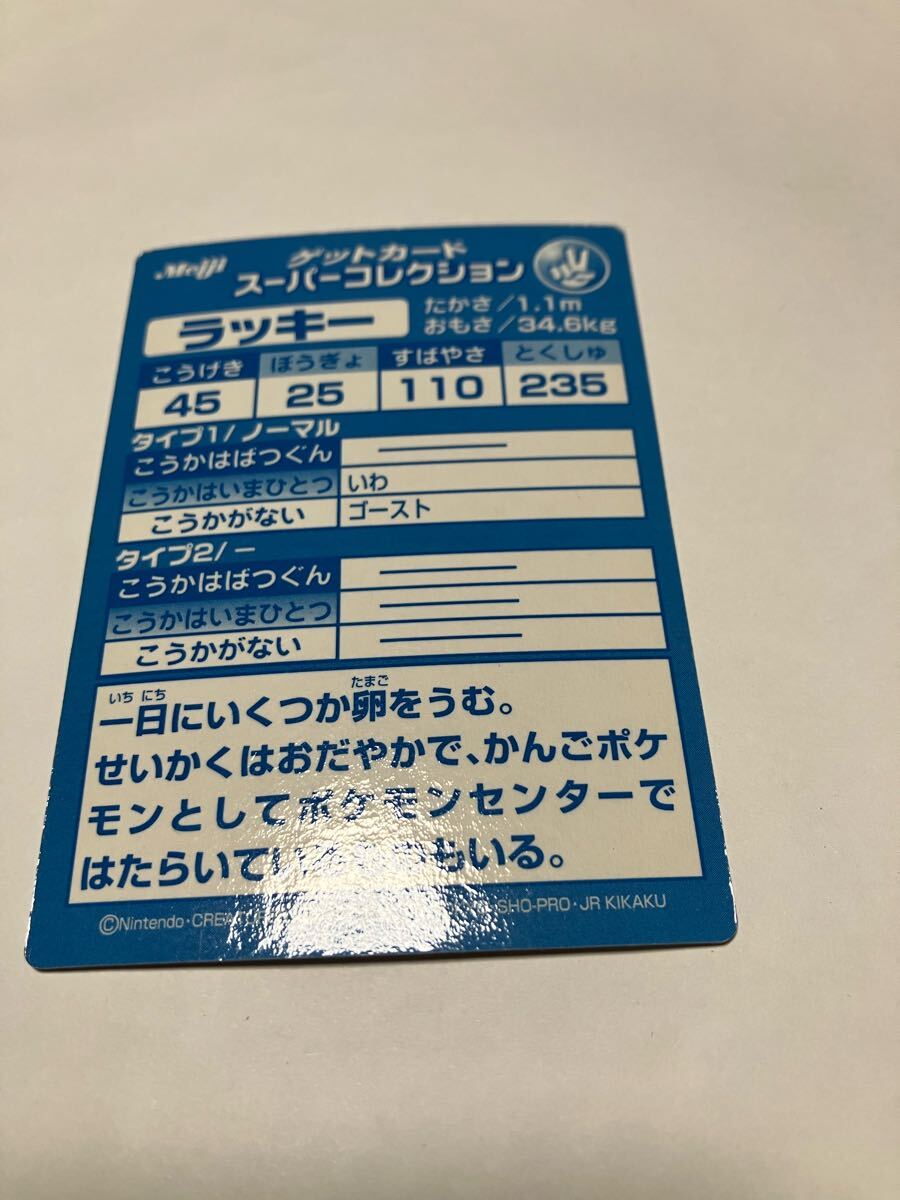 Meiji
ゲットカード
スーパーコレクション
ラッキー
たかさ/1.1m
おもさ/34.6kg
こうげき ぼうぎょ すばやさ とくしゅ
45 25 110 235
タイプ1/ノーマル
こうかはばつぐん
こうかはいまひとつ いわ
こうかがない ゴースト
タイプ2/ー
こうかはばつぐん
こうかはいまひとつ
こうかがない
いち にち たまご
一日にいくつか卵をうむ。
せいかくはおだやかで、かんごポケ
モンとしてポケモンセンターで
はたらいてい もいる。
©Nintendo・CREATUR SHO-PRO・JR KIKAKU